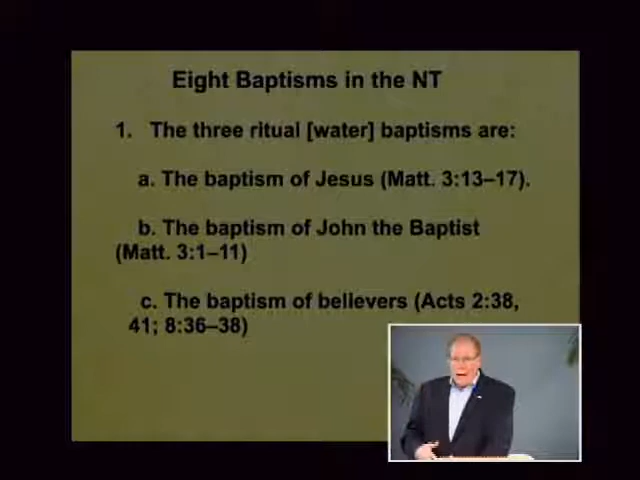 Eight Baptisms in the NT
1. The three ritual [water] baptisms are:
a. The baptism of Jesus (Matt. 3:13–17).
b. The baptism of John the Baptist
(Matt. 3:1–11)
c. The baptism of believers (Acts 2:38,
41; 8:36–38)